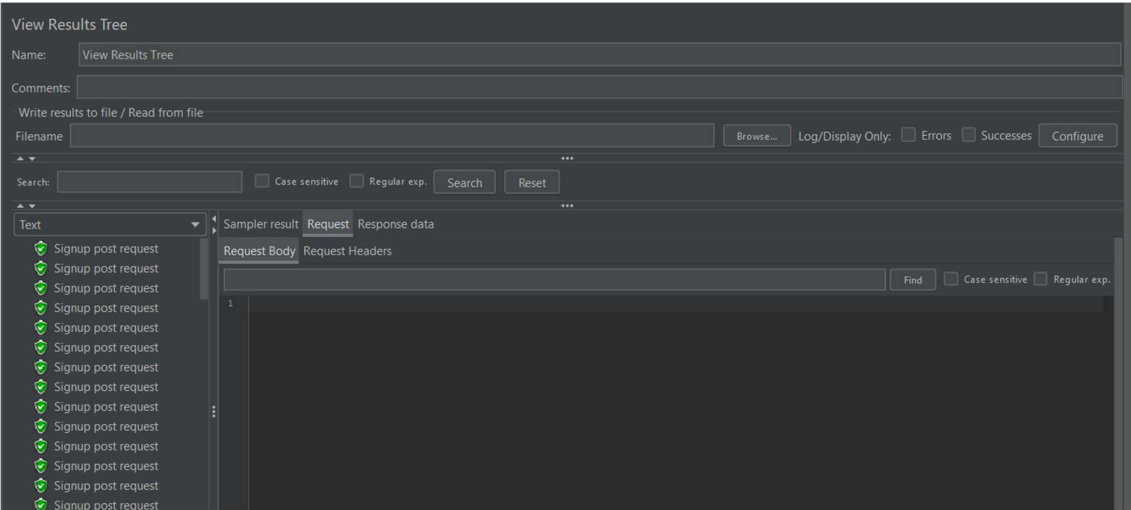 View Results Tree
Name: View Results Tree
Comments:
Write results to file / Read from file
Filename Browse... Log/Display Only: Errors Successes Configure
Search: Case sensitive Regular exp. Search Reset
Text Sampler result Request Response data
Signup post request Request Body Request Headers
Signup post request
Signup post request Find Case sensitive Regular exp.
Signup post request 1
Signup post request
Signup post request
Signup post request
Signup post request
Signup post request
Signup post request
Signup post request
Signup post request
Signup post request
Signup post request